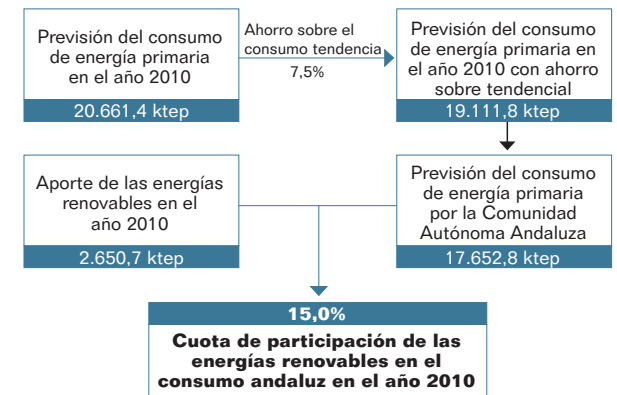 Previsión del consumo
de energía primaria
en el año 2010
20.661,4 ktep
Ahorro sobre el
consumo tendencia
7,5%
Previsión del consumo
de energía primaria en
el año 2010 con ahorro
sobre tendencial
19.111,8 ktep
Aporte de las energías
renovables en el
año 2010
2.650,7 ktep
Previsión del consumo
de energía primaria
por la Comunidad
Autónoma Andaluza
17.652,8 ktep
15,0%
Cuota de participación de las
energías renovables en el
consumo andaluz en el año 2010